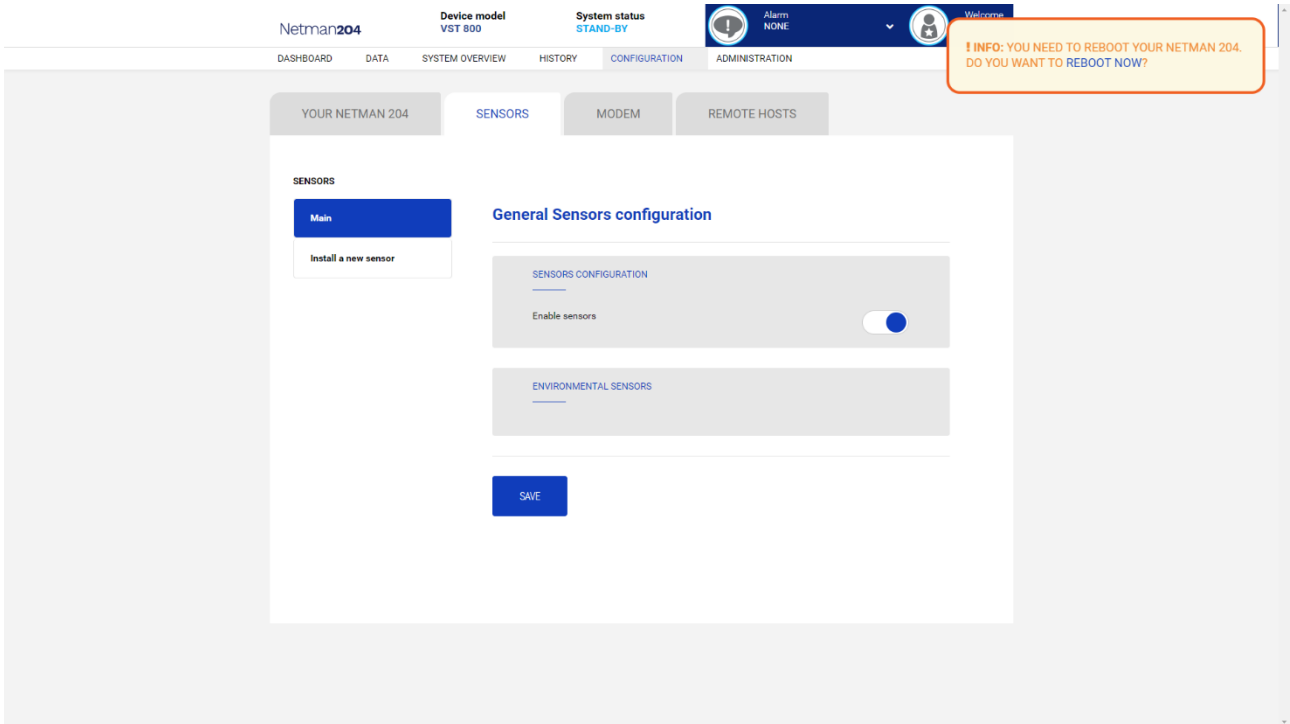 Netman204
Device model
VST 800
System status
STAND-BY
Alarm
NONE
Welcome
! INFO: YOU NEED TO REBOOT YOUR NETMAN 204.
DO YOU WANT TO REBOOT NOW?
DASHBOARD DATA SYSTEM OVERVIEW HISTORY CONFIGURATION ADMINISTRATION
YOUR NETMAN 204 SENSORS MODEM REMOTE HOSTS
SENSORS
Main
Install a new sensor
General Sensors configuration
SENSORS CONFIGURATION
Enable sensors
ENVIRONMENTAL SENSORS
SAVE